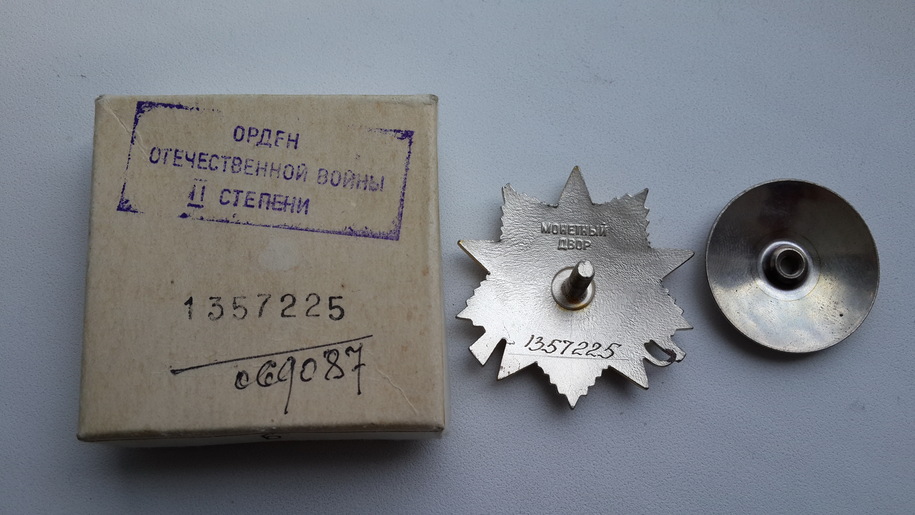 ОРДЕН
ОТЕЧЕСТВЕННОЙ ВОЙНЫ
II СТЕПЕНИ
1357225
069087
МОНЕТНЫЙ
ДВОР
1357225